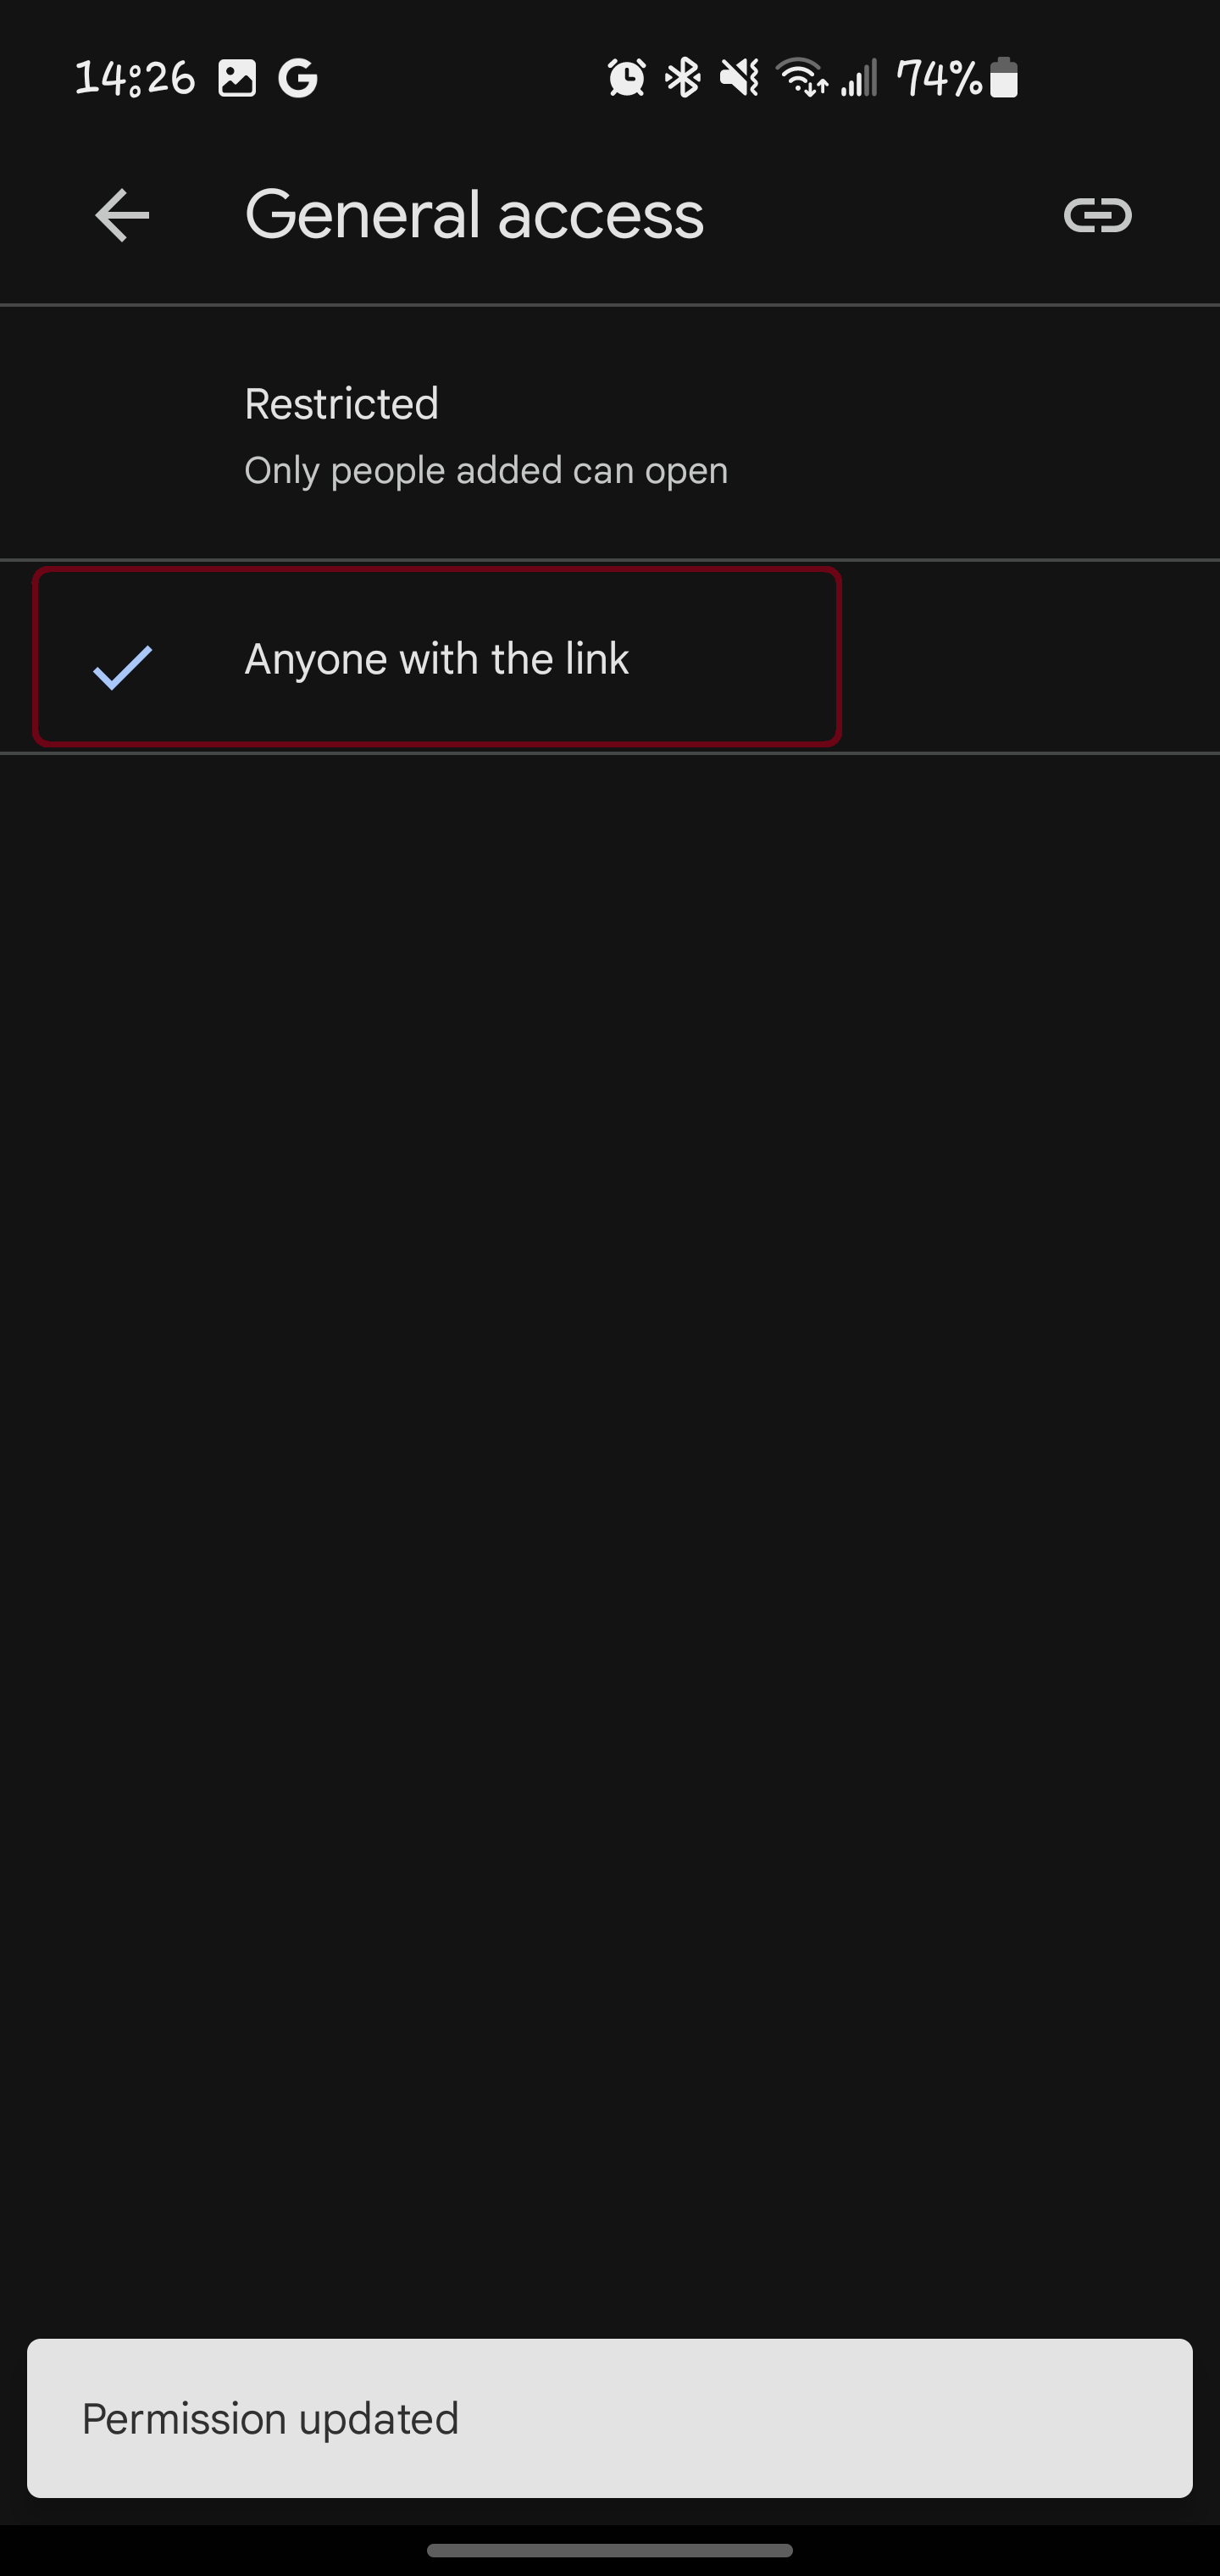 14:26 G 74%
General access
Restricted
Only people added can open
Anyone with the link
Permission updated